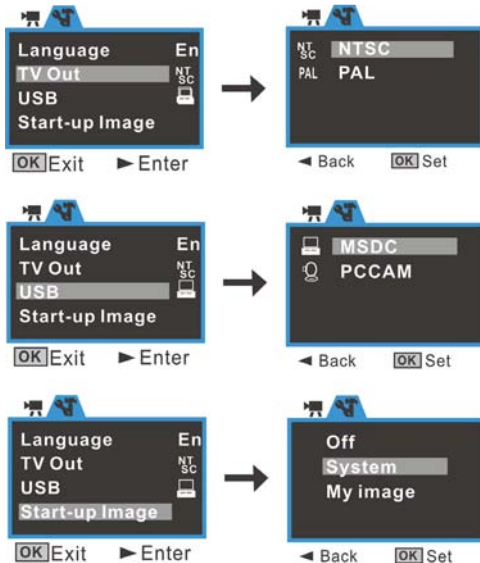 Language En
TV Out NT SC
USB
Start-up Image
OK Exit ► Enter
NT SC NTSC
PAL PAL
◄ Back OK Set
Language En
TV Out NT SC
USB
Start-up Image
OK Exit ► Enter
MSDC
PCCAM
◄ Back OK Set
Language En
TV Out NT SC
USB
Start-up Image
OK Exit ► Enter
Off
System
My image
◄ Back OK Set